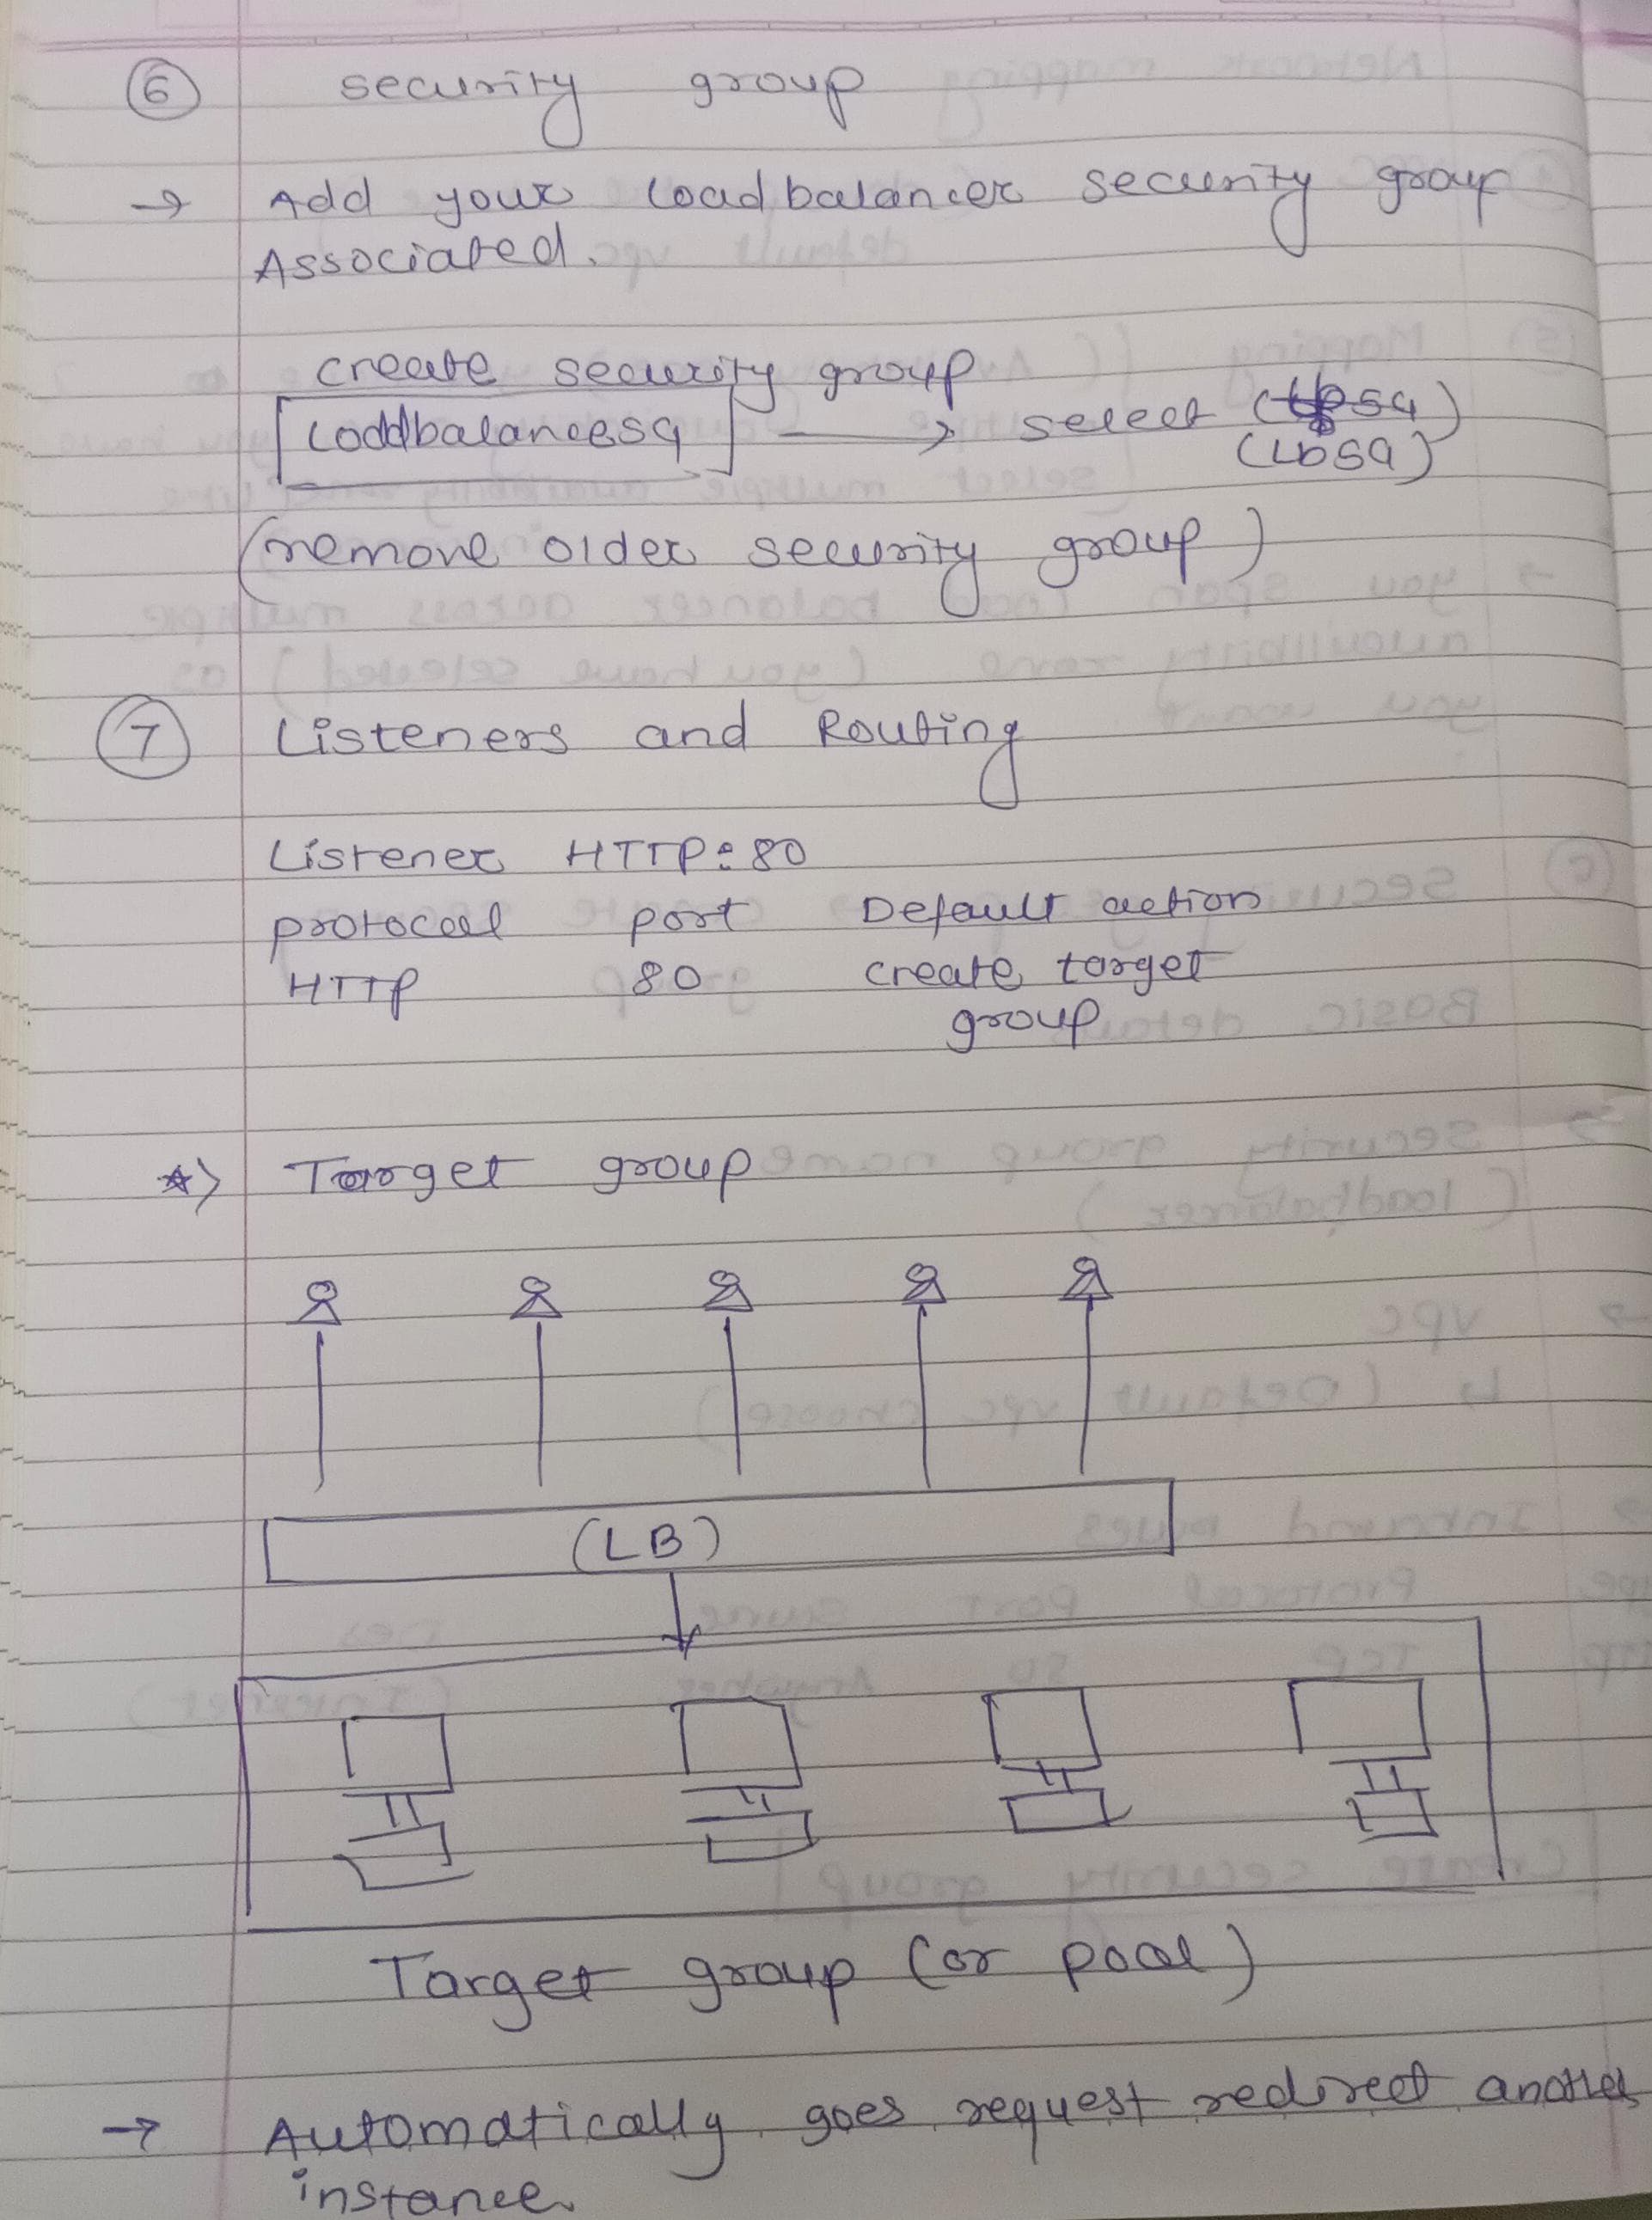 ⑥ security group
→ Add your loadbalancer security group
Associated.
create security group
loddbalancesg → select
(LbSG)
(remove older security group)
⑦ Listeners and Routing
Listener HTTP:80
protocol port Default action
HTTP 80 create target
group
*) Target group
(LB)
Target group (or pool)
→ Automatically goes request redirect another
instance